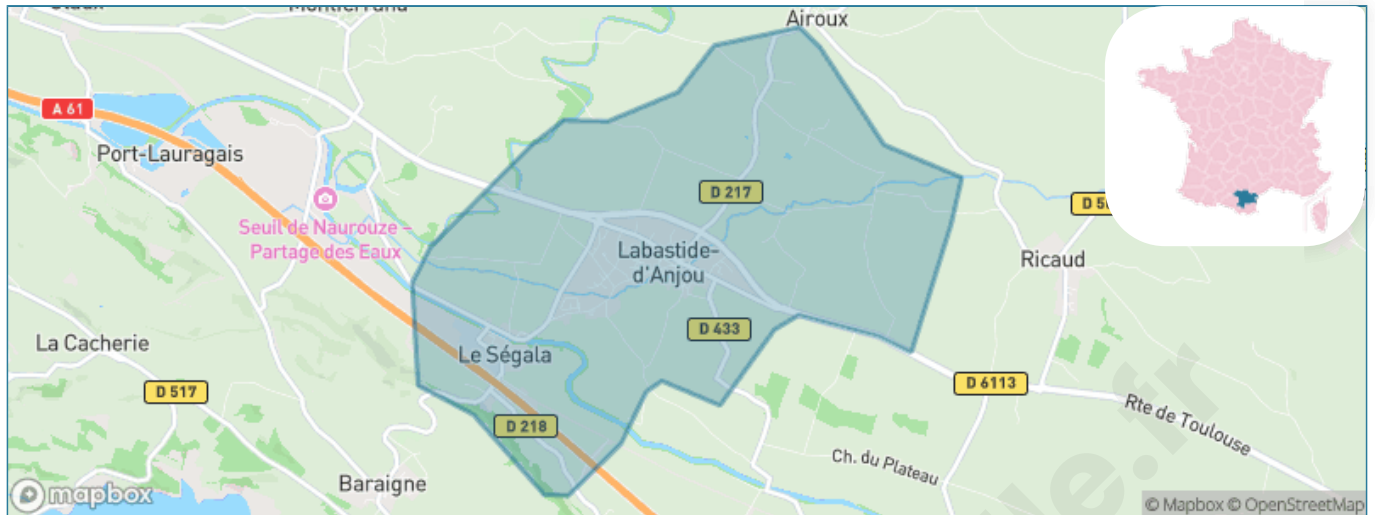 Montferrand
Airoux
A 61
Port-Lauragais
D 217
Seuil de Naurouze –
Partage des Eaux
Labastide-
d'Anjou
Ricaud
D 433
La Cacherie
Le Ségala
D 517
D 6113
D 218
Rte de Toulouse
Ch. du Plateau
Baraigne
mapbox
© Mapbox © OpenStreetMap